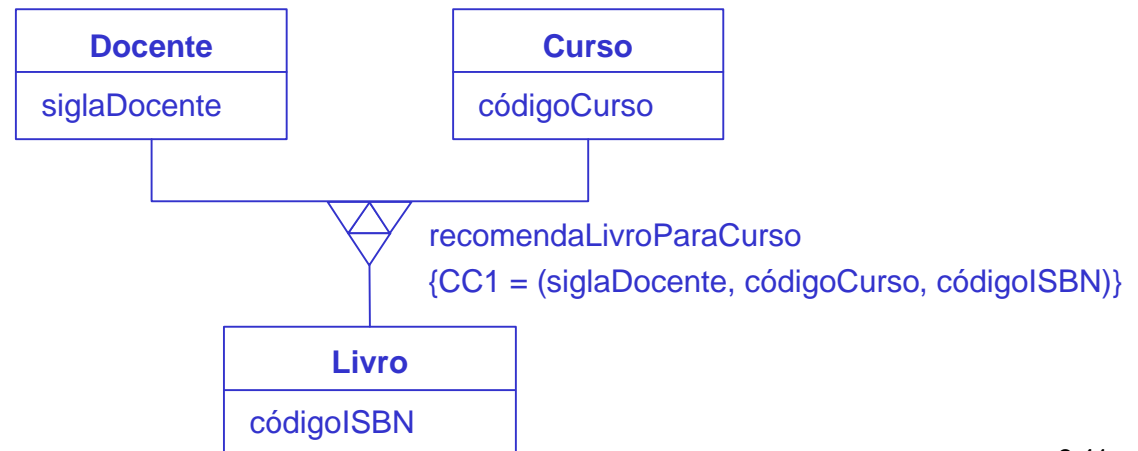 Docente
Curso
siglaDocente
códigoCurso
recomendaLivroParaCurso
{CC1 = (siglaDocente, códigoCurso, códigoISBN)}
Livro
códigoISBN